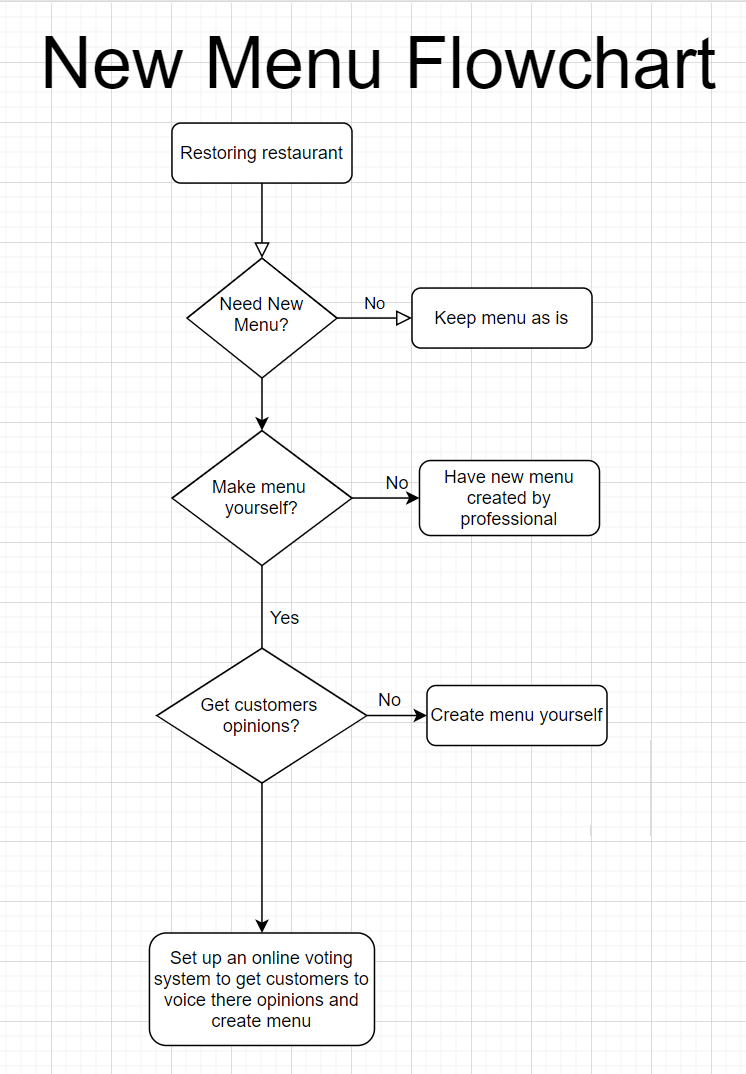 New Menu Flowchart
Restoring restaurant
Need New
Menu?
No
Keep menu as is
Make menu
yourself?
No
Have new menu
created by
professional
Yes
Get customers
opinions?
No
Create menu yourself
Set up an online voting
system to get customers to
voice there opinions and
create menu